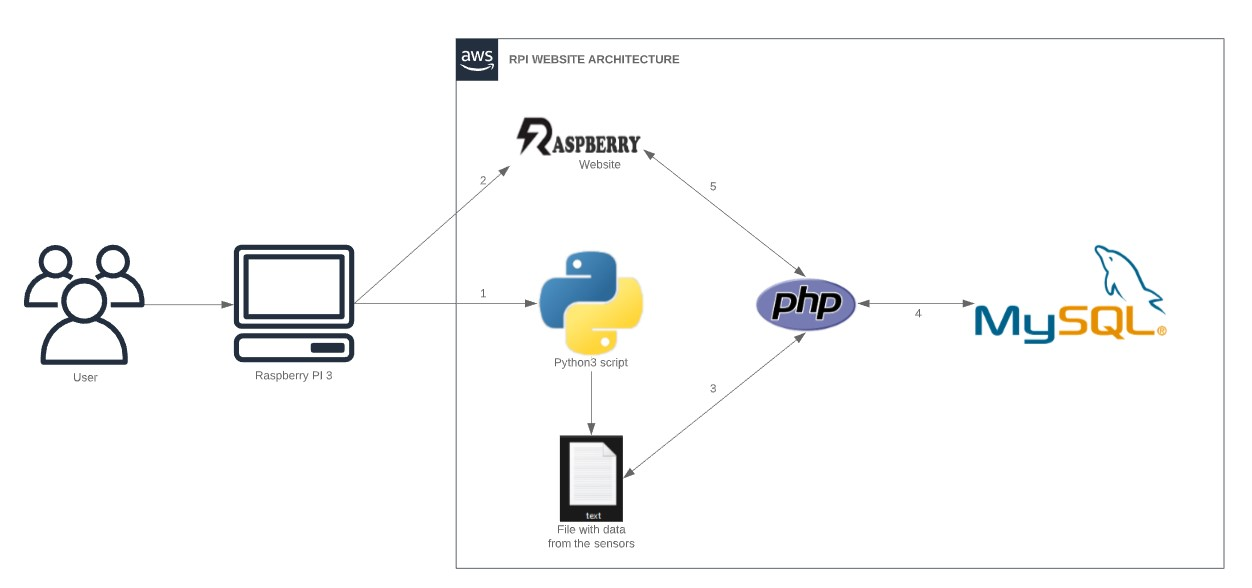 aws
RPI WEBSITE ARCHITECTURE
RASPBERRY
Website
2
5
1
php
MySQL®
4
User
Raspberry PI 3
Python3 script
3
text
File with data
from the sensors